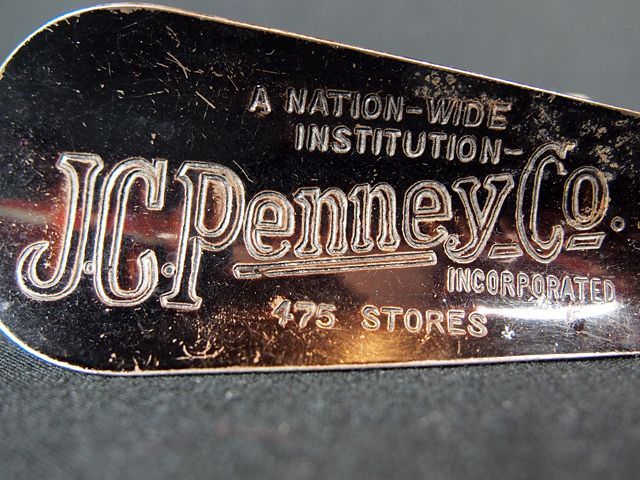 A NATION-WIDE
INSTITUTION-
J.C.Penney Co.
INCORPORATED
475 STORES